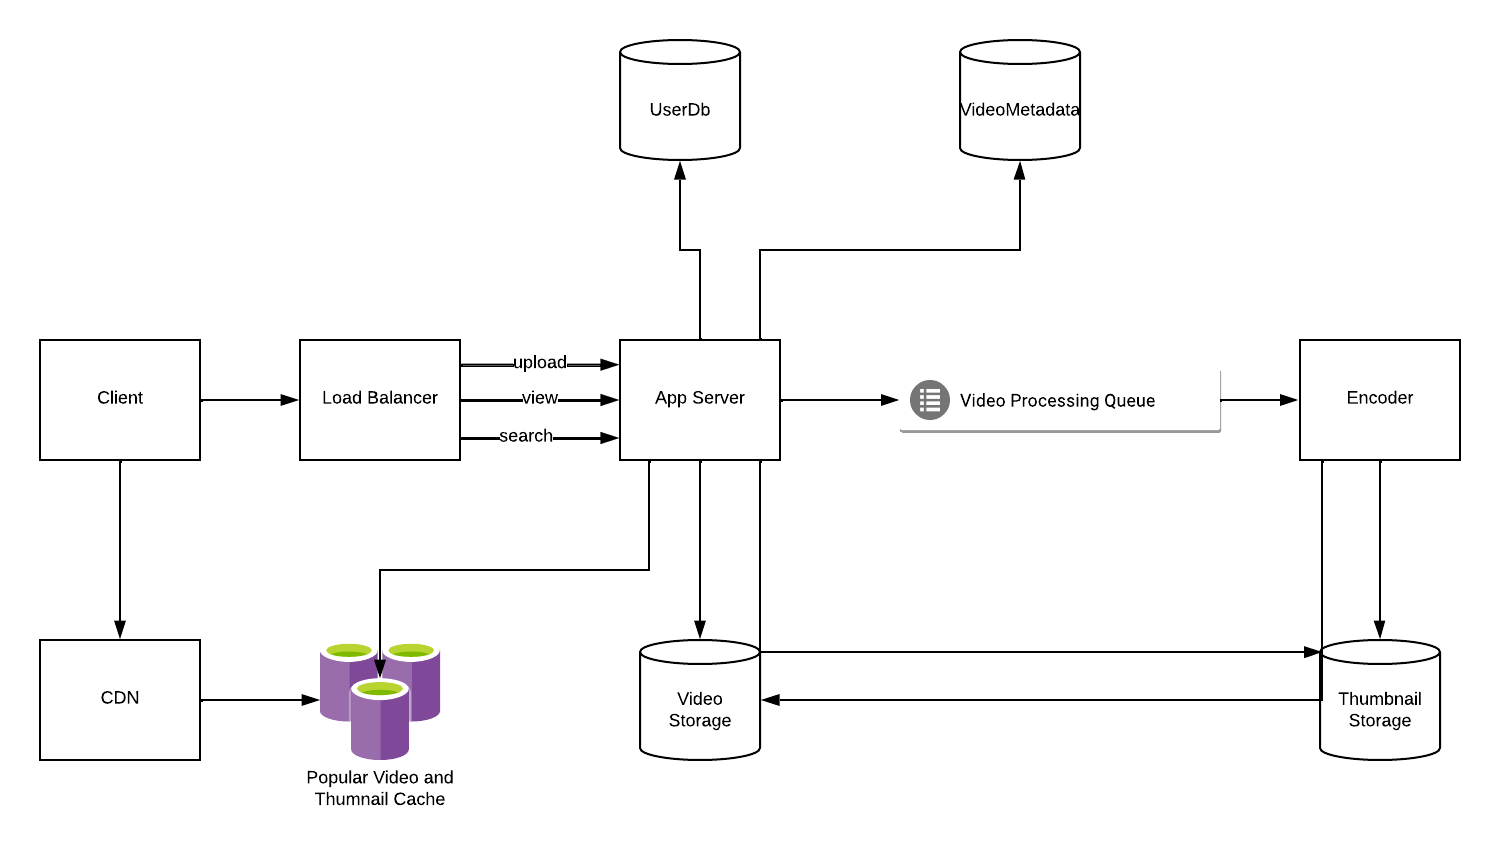 UserDb
VideoMetadata
Client
Load Balancer
upload
view
search
App Server
Video Processing Queue
Encoder
CDN
Popular Video and
Thumnail Cache
Video
Storage
Thumbnail
Storage